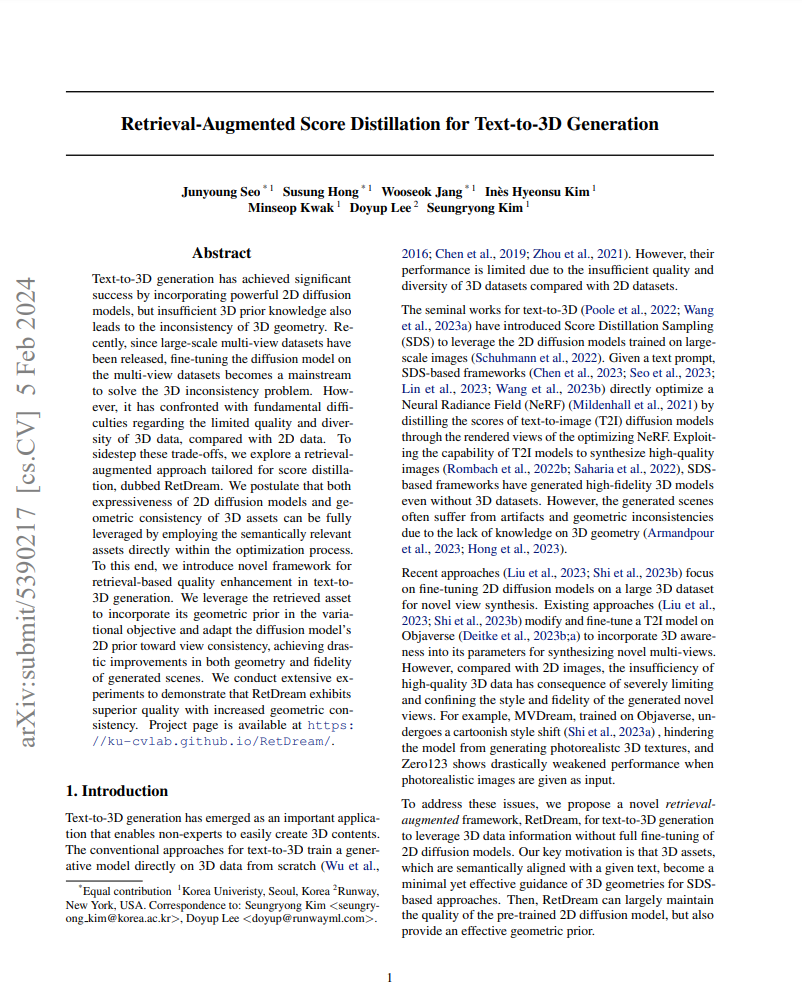 Retrieval-Augmented Score Distillation for Text-to-3D Generation
Junyoung Seo * 1 Susung Hong * 1 Wooseok Jang * 1 Inès Hyeonsu Kim 1
Minseop Kwak 1 Doyup Lee 2 Seungryong Kim 1
Abstract
Text-to-3D generation has achieved significant
success by incorporating powerful 2D diffusion
models, but insufficient 3D prior knowledge also
leads to the inconsistency of 3D geometry. Re-
cently, since large-scale multi-view datasets have
been released, fine-tuning the diffusion model on
the multi-view datasets becomes a mainstream
to solve the 3D inconsistency problem. How-
ever, it has confronted with fundamental diffi-
culties regarding the limited quality and diver-
sity of 3D data, compared with 2D data. To
sidestep these trade-offs, we explore a retrieval-
augmented approach tailored for score distilla-
tion, dubbed RetDream. We postulate that both
expressiveness of 2D diffusion models and geo-
metric consistency of 3D assets can be fully
leveraged by employing the semantically relevant
assets directly within the optimization process.
To this end, we introduce novel framework for
retrieval-based quality enhancement in text-to-
3D generation. We leverage the retrieved asset
to incorporate its geometric prior in the varia-
tional objective and adapt the diffusion model's
2D prior toward view consistency, achieving dras-
tic improvements in both geometry and fidelity
of generated scenes. We conduct extensive ex-
periments to demonstrate that RetDream exhibits
superior quality with increased geometric con-
sistency. Project page is available at https:
//ku-cvlab.github.io/RetDream/.
1. Introduction
Text-to-3D generation has emerged as an important applica-
tion that enables non-experts to easily create 3D contents.
The conventional approaches for text-to-3D train a gener-
ative model directly on 3D data from scratch (Wu et al.,
*Equal contribution 1Korea Univeristy, Seoul, Korea 2Runway,
New York, USA. Correspondence to: Seungryong Kim <seungry-
ong_kim@korea.ac.kr>, Doyup Lee <doyup@runwayml.com>.
2016; Chen et al., 2019; Zhou et al., 2021). However, their
performance is limited due to the insufficient quality and
diversity of 3D datasets compared with 2D datasets.
The seminal works for text-to-3D (Poole et al., 2022; Wang
et al., 2023a) have introduced Score Distillation Sampling
(SDS) to leverage the 2D diffusion models trained on large-
scale images (Schuhmann et al., 2022). Given a text prompt,
SDS-based frameworks (Chen et al., 2023; Seo et al., 2023;
Lin et al., 2023; Wang et al., 2023b) directly optimize a
Neural Radiance Field (NeRF) (Mildenhall et al., 2021) by
distilling the scores of text-to-image (T2I) diffusion models
through the rendered views of the optimizing NeRF. Exploit-
ing the capability of T2I models to synthesize high-quality
images (Rombach et al., 2022b; Saharia et al., 2022), SDS-
based frameworks have generated high-fidelity 3D models
even without 3D datasets. However, the generated scenes
often suffer from artifacts and geometric inconsistencies
due to the lack of knowledge on 3D geometry (Armandpour
et al., 2023; Hong et al., 2023).
Recent approaches (Liu et al., 2023; Shi et al., 2023b) focus
on fine-tuning 2D diffusion models on a large 3D dataset
for novel view synthesis. Existing approaches (Liu et al.,
2023; Shi et al., 2023b) modify and fine-tune a T2I model on
Objaverse (Deitke et al., 2023b;a) to incorporate 3D aware-
ness into its parameters for synthesizing novel multi-views.
However, compared with 2D images, the insufficiency of
high-quality 3D data has consequence of severely limiting
and confining the style and fidelity of the generated novel
views. For example, MVDream, trained on Objaverse, un-
dergoes a cartoonish style shift (Shi et al., 2023a) , hindering
the model from generating photorealistc 3D textures, and
Zero123 shows drastically weakened performance when
photorealistic images are given as input.
To address these issues, we propose a novel retrieval-
augmented framework, RetDream, for text-to-3D generation
to leverage 3D data information without full fine-tuning of
2D diffusion models. Our key motivation is that 3D assets,
which are semantically aligned with a given text, become a
minimal yet effective guidance of 3D geometries for SDS-
based approaches. Then, RetDream can largely maintain
the quality of the pre-trained 2D diffusion model, but also
provide an effective geometric prior.
1
arXiv:submit/5390217 [cs.CV] 5 Feb 2024